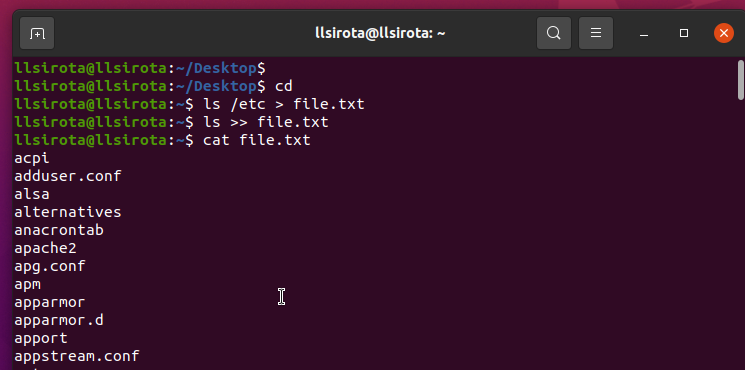 llsirota@llsirota: ~
llsirota@llsirota:~/Desktop$
llsirota@llsirota:~/Desktop$ cd
llsirota@llsirota:~$ ls /etc > file.txt
llsirota@llsirota:~$ ls >> file.txt
llsirota@llsirota:~$ cat file.txt
acpi
adduser.conf
alsa
alternatives
anacrontab
apache2
apg.conf
apm
apparmor
apparmor.d
apport
appstream.conf